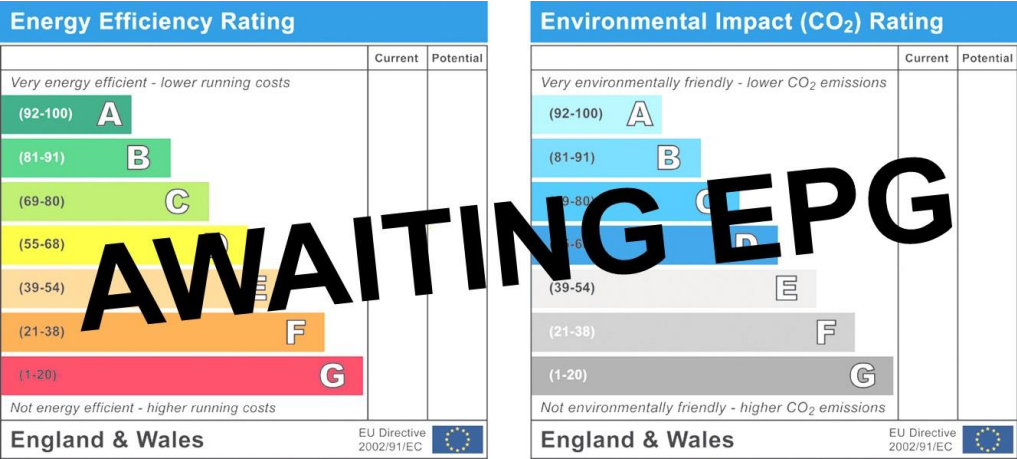 Energy Efficiency Rating
Current Potential
Very energy efficient - lower running costs
(92-100) A
(81-91) B
(69-80) C
(55-68) D
(39-54) E
(21-38) F
(1-20) G
Not energy efficient - higher running costs
England & Wales
EU Directive
2002/91/EC
Environmental Impact (CO₂) Rating
Current Potential
Very environmentally friendly - lower CO₂ emissions
(92-100) A
(81-91) B
C
D
(39-54) E
(21-38) F
(1-20) G
Not environmentally friendly - higher CO₂ emissions
England & Wales
EU Directive
2002/91/EC
AWAITING EPG